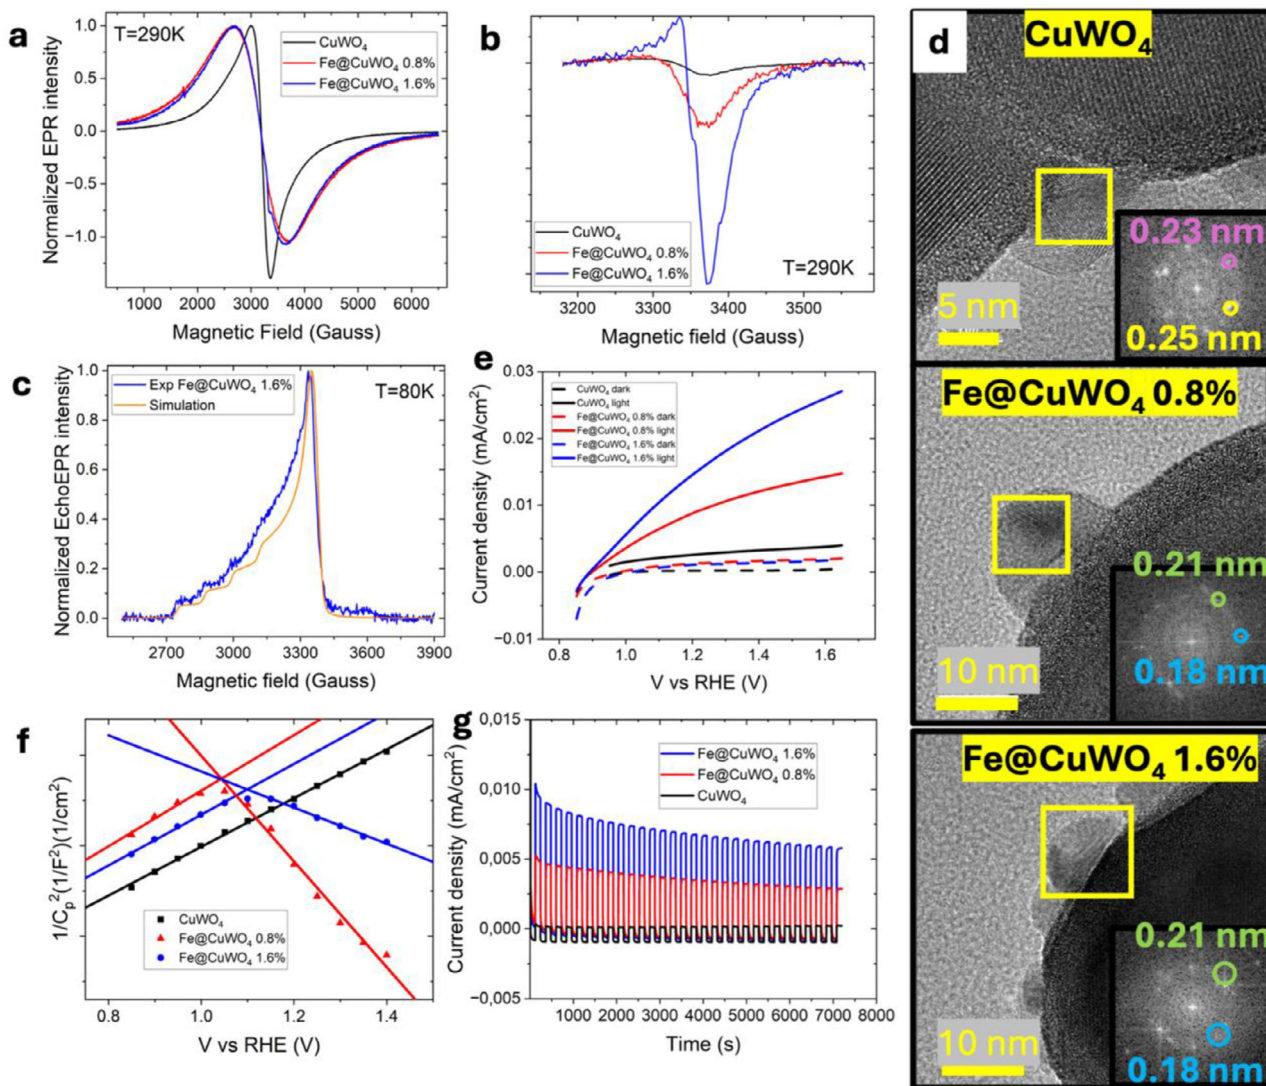 a
T=290K
CuWO₄
Fe@CuWO₄ 0.8%
Fe@CuWO₄ 1.6%
Normalized EPR intensity
1.0
0.5
0.0
−0.5
−1.0
1000 2000 3000 4000 5000 6000
Magnetic Field (Gauss)
b
CuWO₄
Fe@CuWO₄ 0.8%
Fe@CuWO₄ 1.6%
T=290K
3200 3300 3400 3500
Magnetic field (Gauss)
c
Exp Fe@CuWO₄ 1.6%
Simulation
T=80K
Normalized EchoEPR intensity
1.0
0.8
0.6
0.4
0.2
0.0
2700 3000 3300 3600 3900
Magnetic field (Gauss)
d
CuWO₄
0.23 nm
5 nm
0.25 nm
Fe@CuWO₄ 0.8%
0.21 nm
0.18 nm
10 nm
Fe@CuWO₄ 1.6%
0.21 nm
10 nm
0.18 nm
e
CuWO₄ dark
CuWO₄ light
Fe@CuWO₄ 0.8% dark
Fe@CuWO₄ 0.8% light
Fe@CuWO₄ 1.6% dark
Fe@CuWO₄ 1.6% light
Current density (mA/cm²)
0.03
0.02
0.01
0.00
−0.01
0.8 1.0 1.2 1.4 1.6
V vs RHE (V)
f
1/Cₚ²(1/F²)(1/cm²)
CuWO₄
Fe@CuWO₄ 0.8%
Fe@CuWO₄ 1.6%
0.8 1.0 1.2 1.4
V vs RHE (V)
g
Fe@CuWO₄ 1.6%
Fe@CuWO₄ 0.8%
CuWO₄
Current density (mA/cm²)
0,015
0,010
0,005
0,000
−0,005
1000 2000 3000 4000 5000 6000 7000 8000
Time (s)